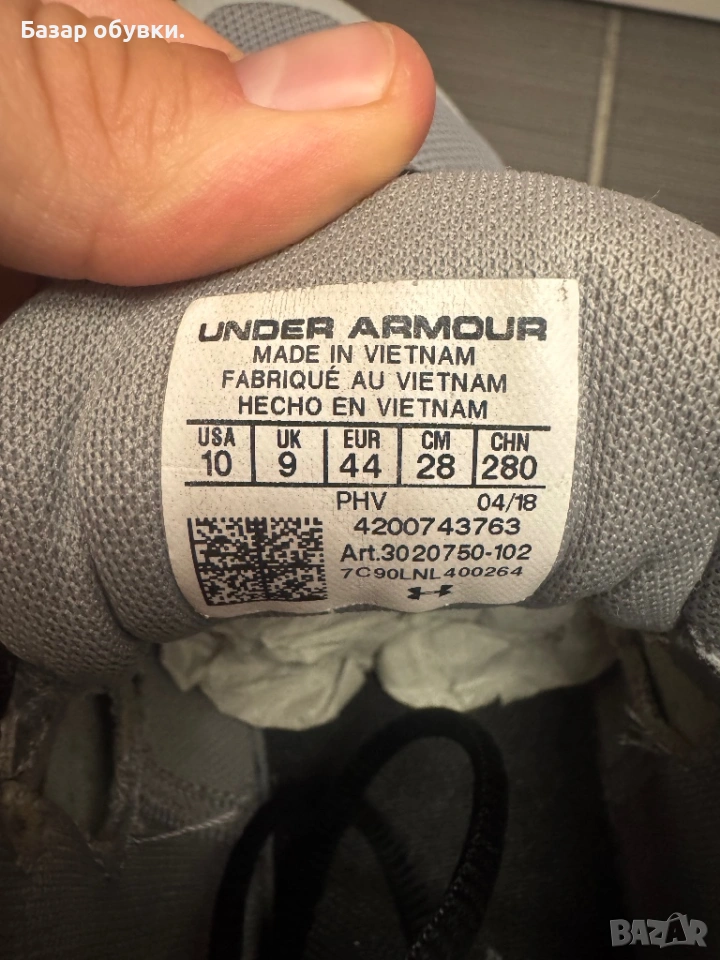 Базар обувки.
UNDER ARMOUR
MADE IN VIETNAM
FABRIQUÉ AU VIETNAM
HECHO EN VIETNAM
USA UK EUR CM CHN
10 9 44 28 280
PHV 04/18
4200743763
Art.3020750-102
7C90LNL400264
BAZAR